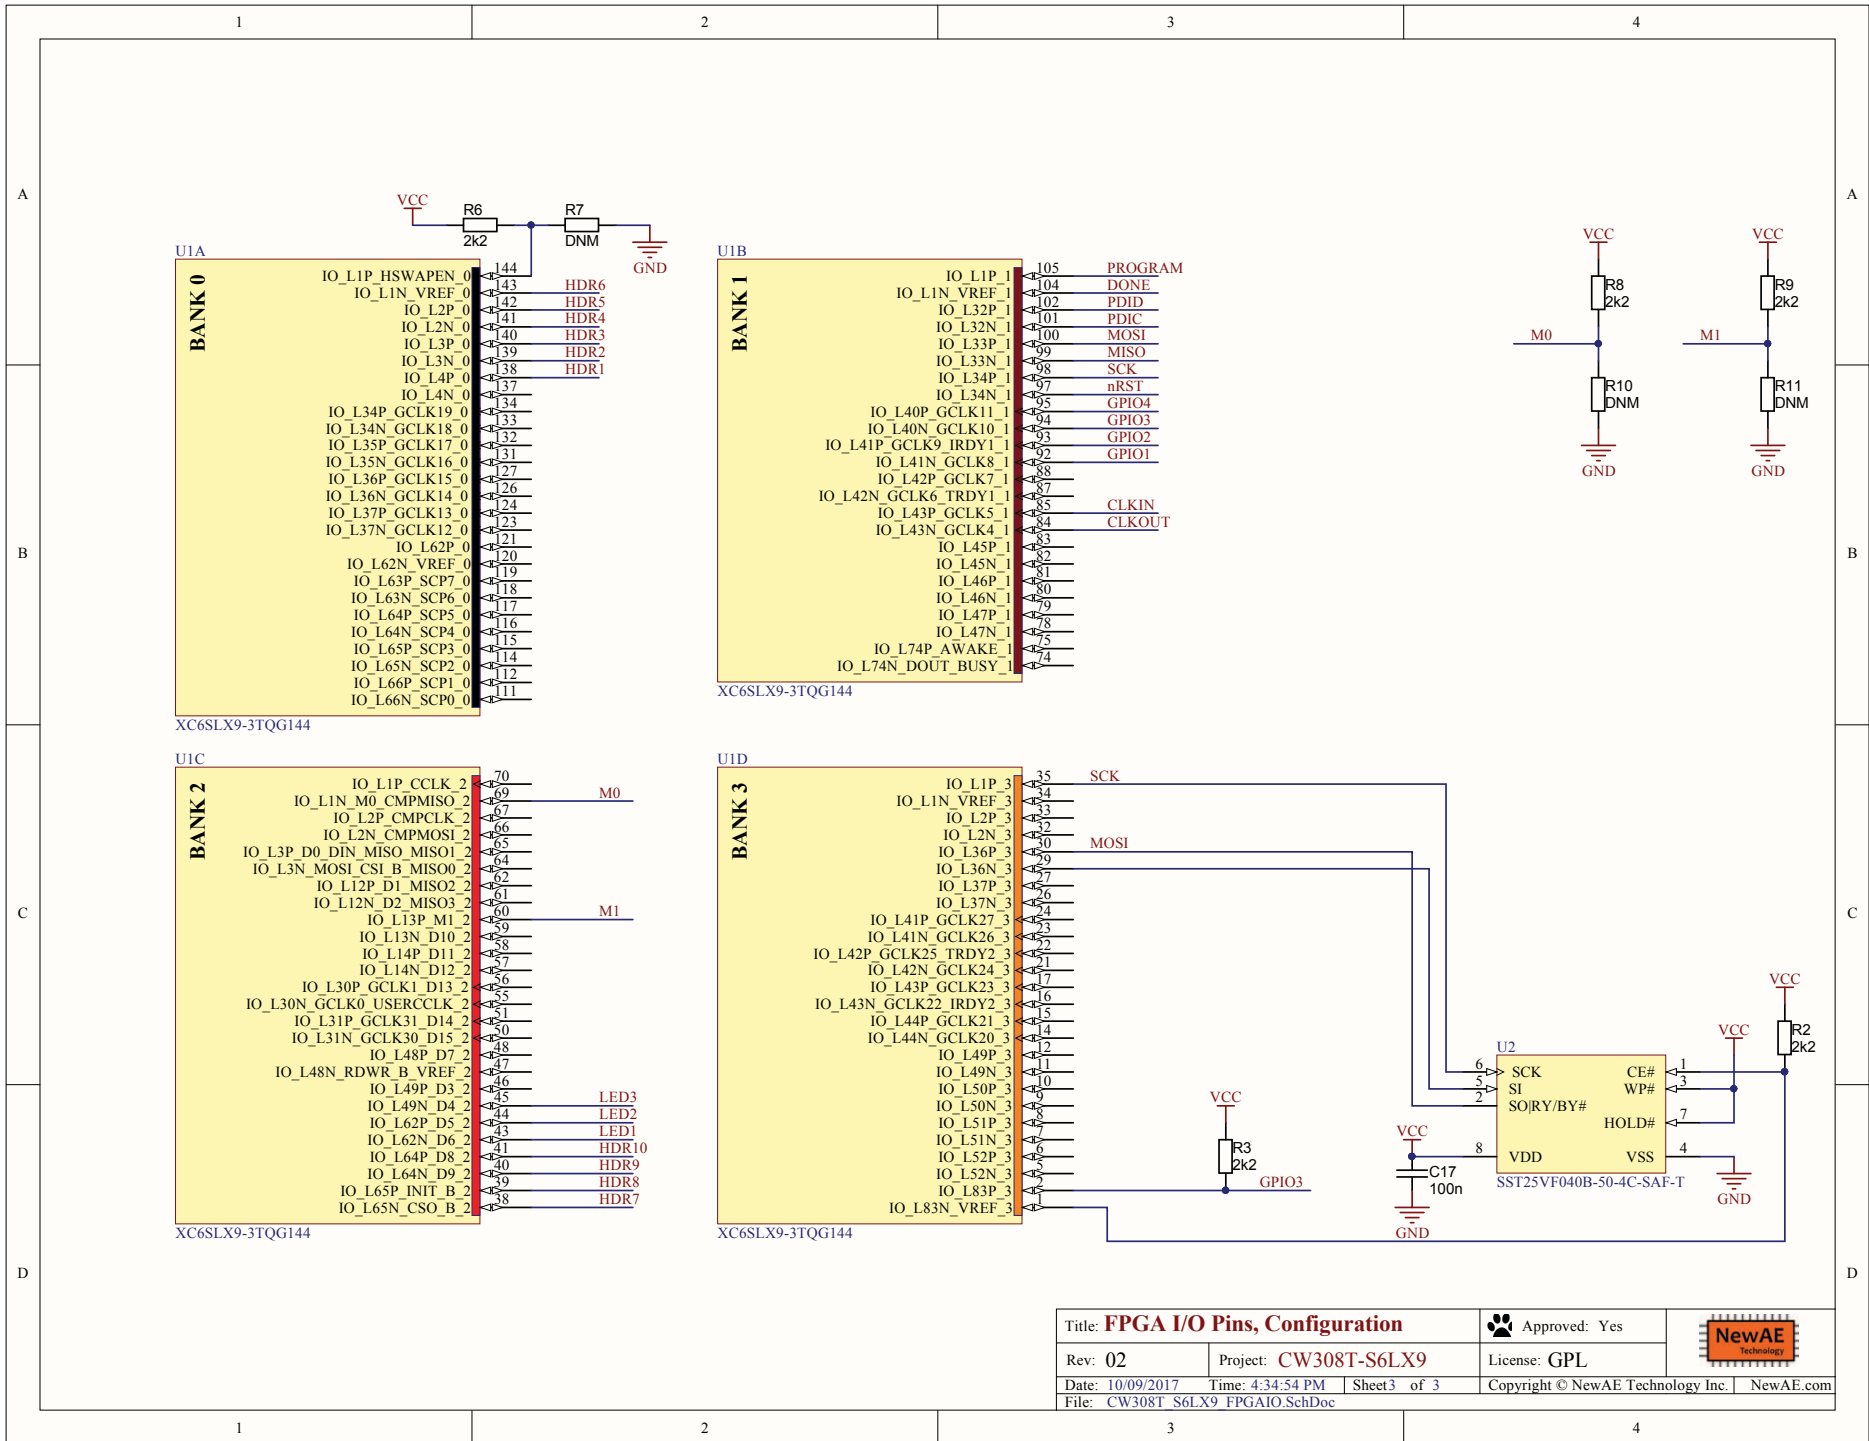 1 2 3 4
A A
B B
C C
D D
1 2 3 4
VCC
R6
2k2
R7
DNM
GND
U1A
BANK 0
IO_L1P_HSWAPEN_0 144
IO_L1N_VREF_0 143 HDR6
IO_L2P_0 142 HDR5
IO_L2N_0 141 HDR4
IO_L3P_0 140 HDR3
IO_L3N_0 139 HDR2
IO_L4P_0 138 HDR1
IO_L4N_0 137
IO_L34P_GCLK19_0 134
IO_L34N_GCLK18_0 133
IO_L35P_GCLK17_0 132
IO_L35N_GCLK16_0 131
IO_L36P_GCLK15_0 127
IO_L36N_GCLK14_0 126
IO_L37P_GCLK13_0 124
IO_L37N_GCLK12_0 123
IO_L62P_0 121
IO_L62N_VREF_0 120
IO_L63P_SCP7_0 119
IO_L63N_SCP6_0 118
IO_L64P_SCP5_0 117
IO_L64N_SCP4_0 116
IO_L65P_SCP3_0 115
IO_L65N_SCP2_0 114
IO_L66P_SCP1_0 112
IO_L66N_SCP0_0 111
XC6SLX9-3TQG144
U1B
BANK 1
IO_L1P_1 105 PROGRAM
IO_L1N_VREF_1 104 DONE
IO_L32P_1 102 PDID
IO_L32N_1 101 PDIC
IO_L33P_1 100 MOSI
IO_L33N_1 99 MISO
IO_L34P_1 98 SCK
IO_L34N_1 97 nRST
IO_L40P_GCLK11_1 95 GPIO4
IO_L40N_GCLK10_1 94 GPIO3
IO_L41P_GCLK9_IRDY1_1 93 GPIO2
IO_L41N_GCLK8_1 92 GPIO1
IO_L42P_GCLK7_1 88
IO_L42N_GCLK6_TRDY1_1 87
IO_L43P_GCLK5_1 85 CLKIN
IO_L43N_GCLK4_1 84 CLKOUT
IO_L45P_1 83
IO_L45N_1 82
IO_L46P_1 81
IO_L46N_1 80
IO_L47P_1 79
IO_L47N_1 78
IO_L74P_AWAKE_1 75
IO_L74N_DOUT_BUSY_1 74
XC6SLX9-3TQG144
VCC
R8
2k2
M0
R10
DNM
GND
VCC
R9
2k2
M1
R11
DNM
GND
U1C
BANK 2
IO_L1P_CCLK_2 70
IO_L1N_M0_CMPMISO_2 69 M0
IO_L2P_CMPCLK_2 67
IO_L2N_CMPMOSI_2 66
IO_L3P_D0_DIN_MISO_MISO1_2 65
IO_L3N_MOSI_CSI_B_MISO0_2 64
IO_L12P_D1_MISO2_2 62
IO_L12N_D2_MISO3_2 61
IO_L13P_M1_2 60 M1
IO_L13N_D10_2 59
IO_L14P_D11_2 58
IO_L14N_D12_2 57
IO_L30P_GCLK1_D13_2 56
IO_L30N_GCLK0_USERCCLK_2 55
IO_L31P_GCLK31_D14_2 51
IO_L31N_GCLK30_D15_2 50
IO_L48P_D7_2 48
IO_L48N_RDWR_B_VREF_2 47
IO_L49P_D3_2 46
IO_L49N_D4_2 45 LED3
IO_L62P_D5_2 44 LED2
IO_L62N_D6_2 43 LED1
IO_L64P_D8_2 41 HDR10
IO_L64N_D9_2 40 HDR9
IO_L65P_INIT_B_2 39 HDR8
IO_L65N_CSO_B_2 38 HDR7
XC6SLX9-3TQG144
U1D
BANK 3
IO_L1P_3 35 SCK
IO_L1N_VREF_3 34
IO_L2P_3 33
IO_L2N_3 32
IO_L36P_3 30 MOSI
IO_L36N_3 29
IO_L37P_3 27
IO_L37N_3 26
IO_L41P_GCLK27_3 24
IO_L41N_GCLK26_3 23
IO_L42P_GCLK25_TRDY2_3 22
IO_L42N_GCLK24_3 21
IO_L43P_GCLK23_3 17
IO_L43N_GCLK22_IRDY2_3 16
IO_L44P_GCLK21_3 15
IO_L44N_GCLK20_3 14
IO_L49P_3 12
IO_L49N_3 11
IO_L50P_3 10
IO_L50N_3 9
IO_L51P_3 8
IO_L51N_3 7
IO_L52P_3 6
IO_L52N_3 5
IO_L83P_3 2 GPIO3
IO_L83N_VREF_3 1
XC6SLX9-3TQG144
VCC
R3
2k2
VCC
C17
100n
GND
VCC
VCC
R2
2k2
U2
6 SCK CE# 1
5 SI WP# 3
2 SO|RY/BY#
HOLD# 7
8 VDD VSS 4
SST25VF040B-50-4C-SAF-T
GND
Title: FPGA I/O Pins, Configuration Approved: Yes
NewAE
Technology
Rev: 02 Project: CW308T-S6LX9 License: GPL
Date: 10/09/2017 Time: 4:34:54 PM Sheet3 of 3 Copyright © NewAE Technology Inc. NewAE.com
File: CW308T_S6LX9_FPGAIO.SchDoc